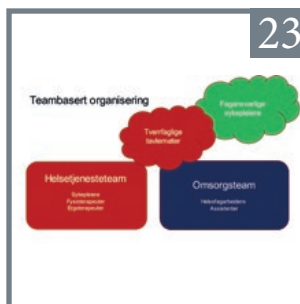 23
Teambasert organisering
Fagansvarlige
sykepleiere
Tverrfaglige
tavlemøter
Helsetjenesteteam
Sykepleiere
Fysioterapeuter
Ergoterapeuter
Omsorgsteam
Helsefagarbeidere
Assistenter